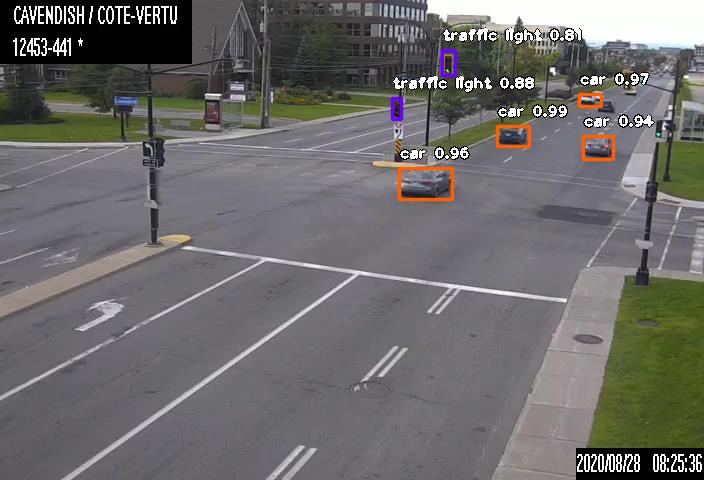 CAVENDISH / COTE-VERTU
12453-441 *
traffic light 0.81
traffic light 0.88
car 0.97
car 0.99
car 0.94
car 0.96
2020/08/28 08:25:36